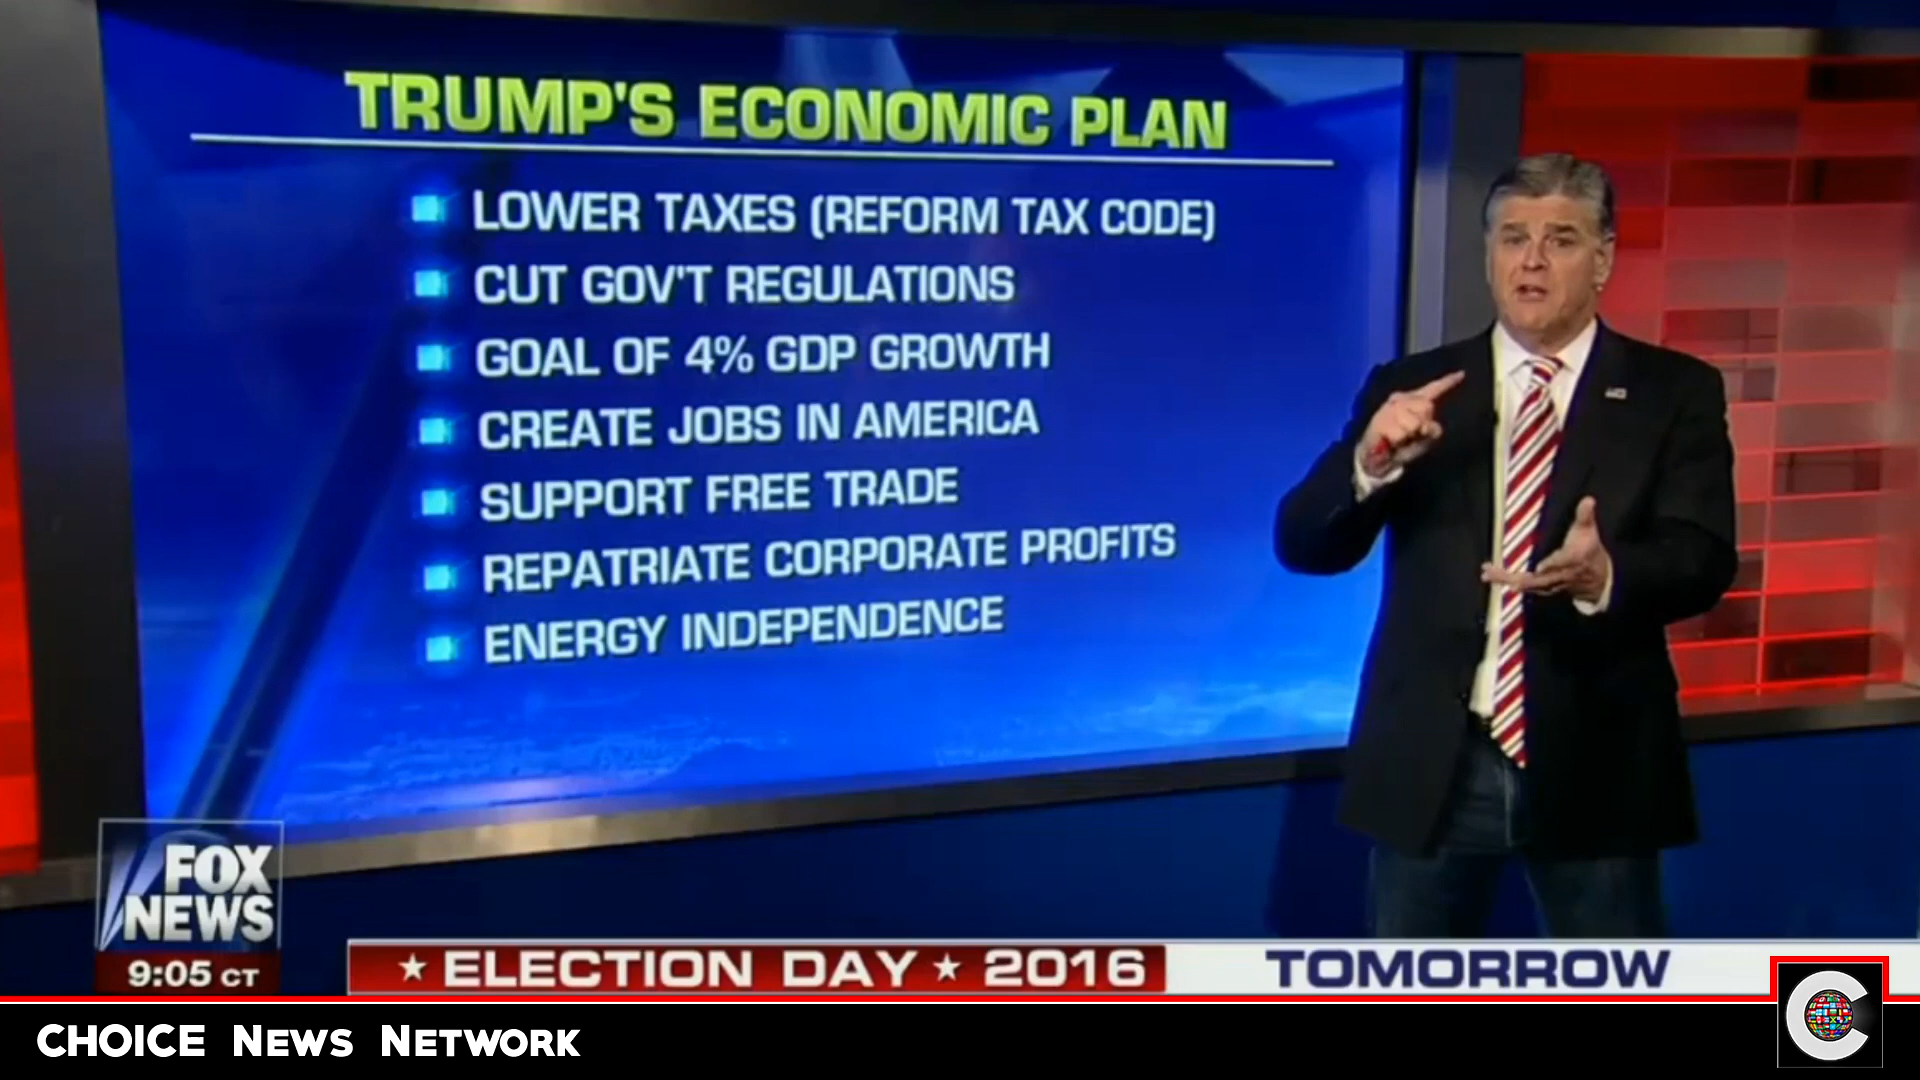 TRUMP'S ECONOMIC PLAN
LOWER TAXES (REFORM TAX CODE)
CUT GOV'T REGULATIONS
GOAL OF 4% GDP GROWTH
CREATE JOBS IN AMERICA
SUPPORT FREE TRADE
REPATRIATE CORPORATE PROFITS
ENERGY INDEPENDENCE
FOX
NEWS
9:05 CT
ELECTION DAY 2016 TOMORROW
CHOICE NEWS NETWORK
C